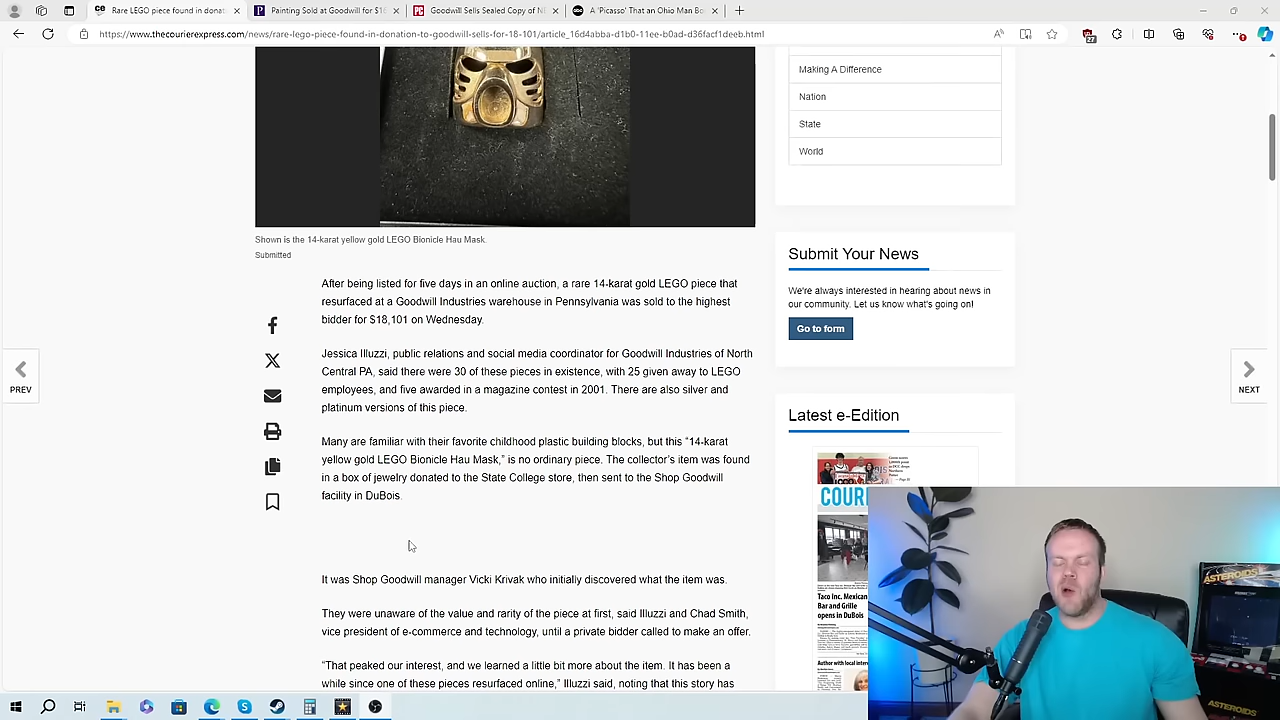 Rare LEGO piece found in donat
Painting Sold at Goodwill for $1
Goodwill Sells Sealed Copy of N
A 'Picasso' That an Ohio Man Bo
https://www.thecourierexpress.com/news/rare-lego-piece-found-in-donation-to-goodwill-sells-for-18-101/article_16d4abba-d1b0-11ee-b0ad-d36facf1deeb.html
Making A Difference
Nation
State
World
Shown is the 14-karat yellow gold LEGO Bionicle Hau Mask.
Submitted
After being listed for five days in an online auction, a rare 14-karat gold LEGO piece that
resurfaced at a Goodwill Industries warehouse in Pennsylvania was sold to the highest
bidder for $18,101 on Wednesday.
Jessica Illuzzi, public relations and social media coordinator for Goodwill Industries of North
Central PA, said there were 30 of these pieces in existence, with 25 given away to LEGO
employees, and five awarded in a magazine contest in 2001. There are also silver and
platinum versions of this piece.
Many are familiar with their favorite childhood plastic building blocks, but this “14-karat
yellow gold LEGO Bionicle Hau Mask,” is no ordinary piece. The collector’s item was found
in a box of jewelry donated to the State College store, then sent to the Shop Goodwill
facility in DuBois.
It was Shop Goodwill manager Vicki Krivak who initially discovered what the item was.
They were unaware of the value and rarity of the piece at first, said Illuzzi and Chad Smith,
vice president of e-commerce and technology, until a private bidder called to make an offer.
“That peaked our interest, and we learned a little bit more about the item. It has been a
while since one of these pieces resurfaced online,” Illuzzi said, noting that this story has
PREV
NEXT
Submit Your News
We're always interested in hearing about news in
our community. Let us know what's going on!
Go to form
Latest e-Edition
COUR
Taco Inc. Mexican
Bar and Grille
opens in DuBois
Author with local
ASTEROIDS
ASTEROIDS